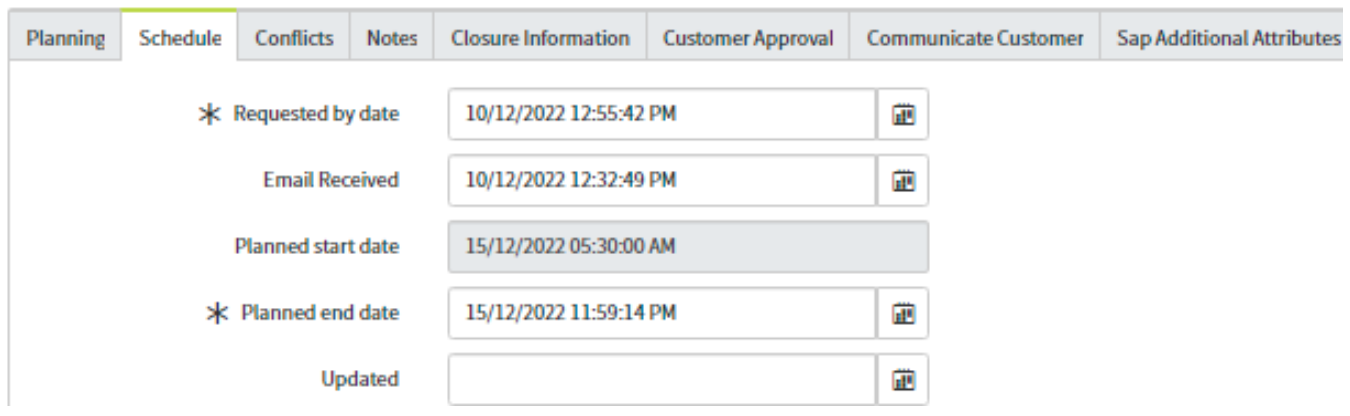 Planning Schedule Conflicts Notes Closure Information Customer Approval Communicate Customer Sap Additional Attributes
Requested by date 10/12/2022 12:55:42 PM
Email Received 10/12/2022 12:32:49 PM
Planned start date 15/12/2022 05:30:00 AM
Planned end date 15/12/2022 11:59:14 PM
Updated